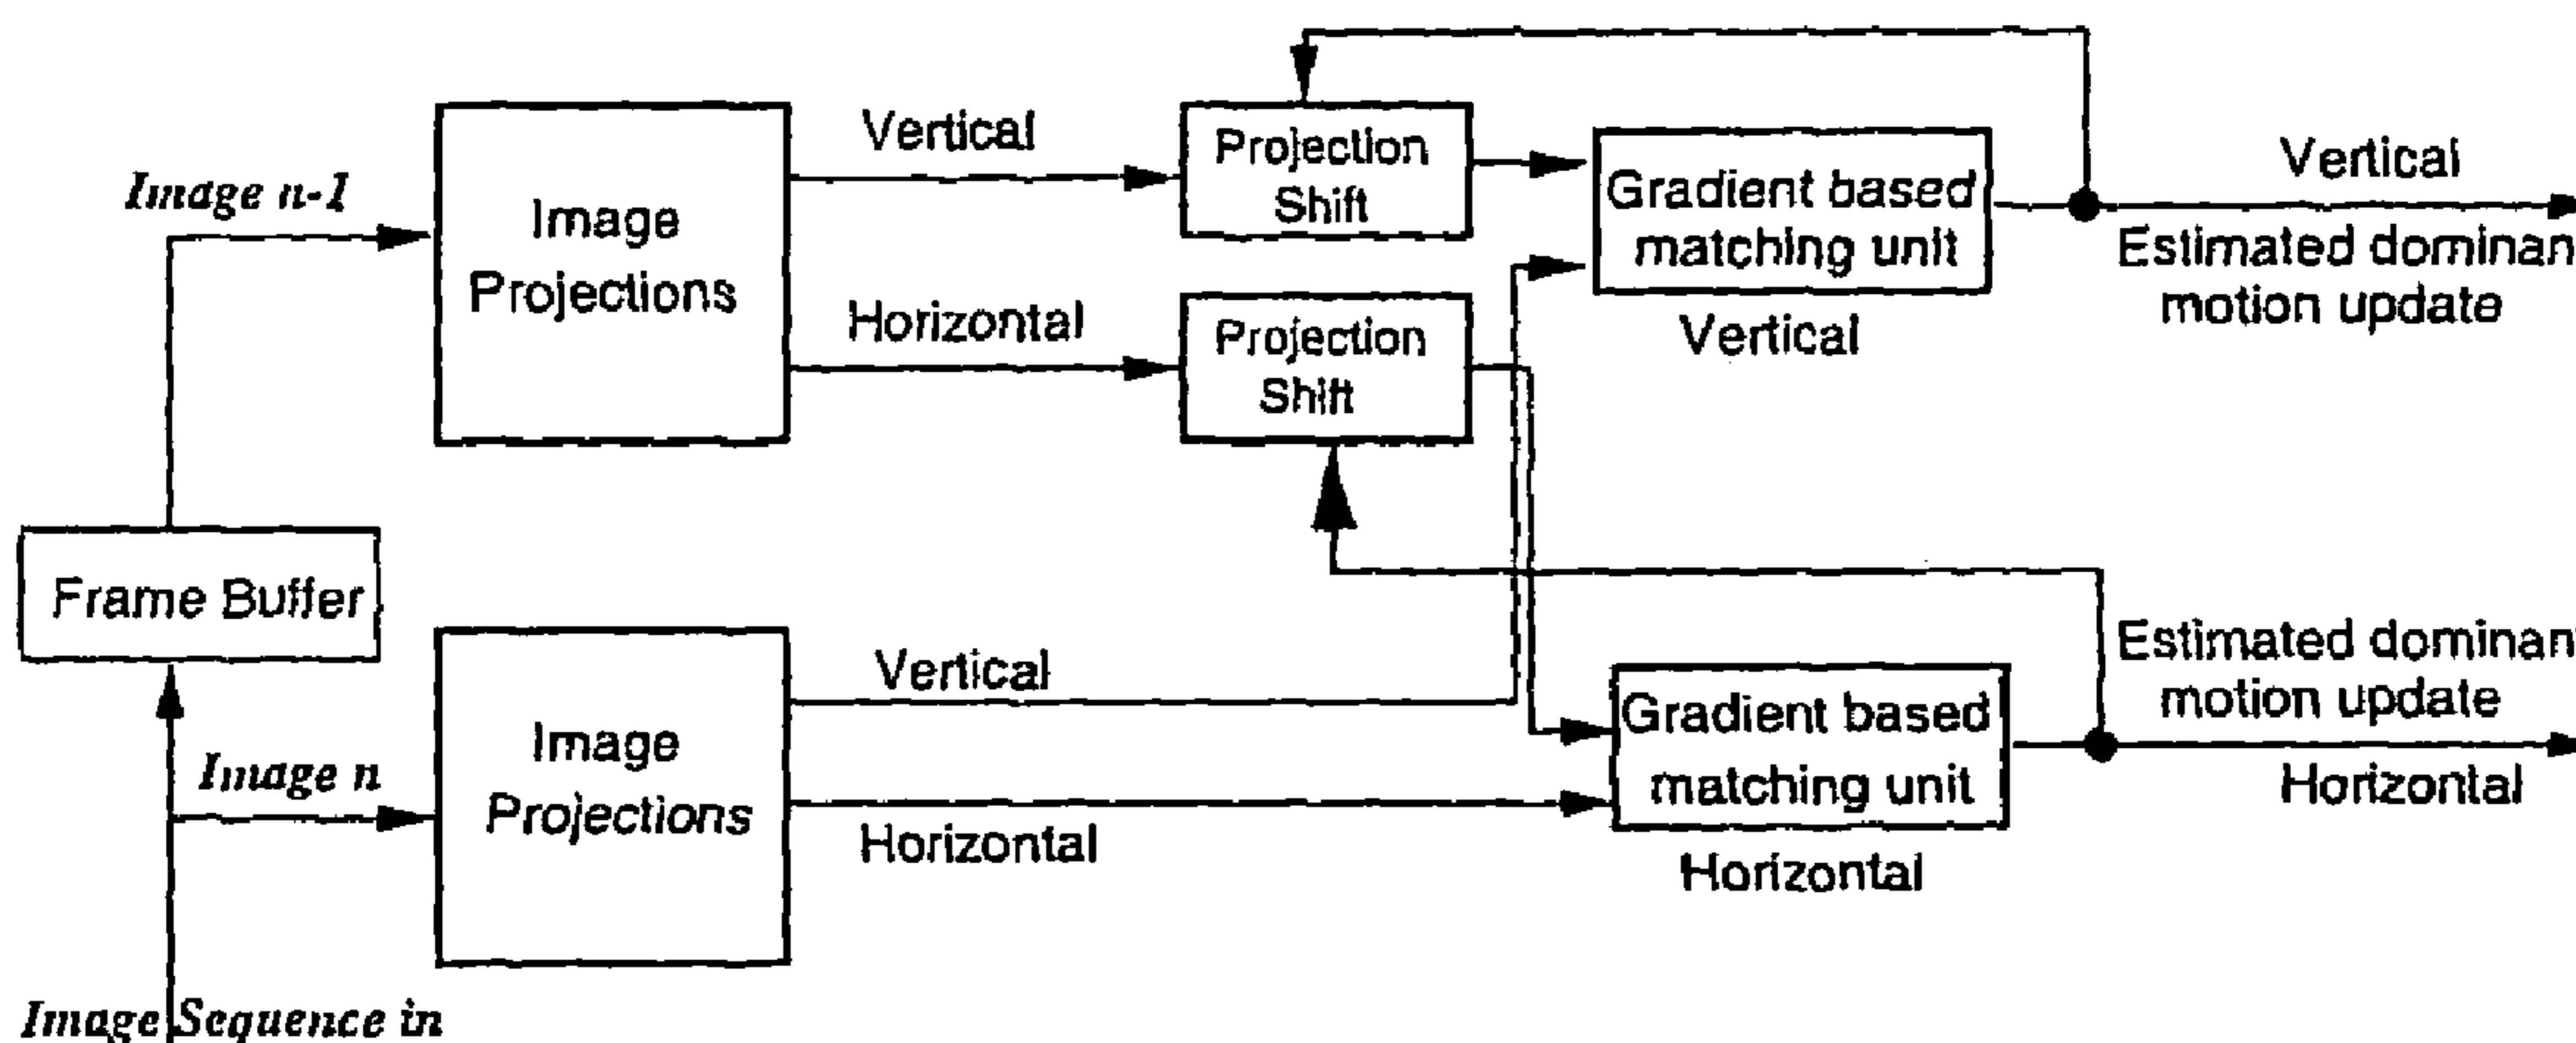 Image n-1
Image
Projections
Vertical
Horizontal
Projection
Shift
Projection
Shift
Gradient based
matching unit
Vertical
Vertical
Estimated dominan
motion update
Frame Buffer
Image n
Image
Projections
Vertical
Horizontal
Gradient based
matching unit
Horizontal
Estimated dominant
motion update
Horizontal
Image Sequence in